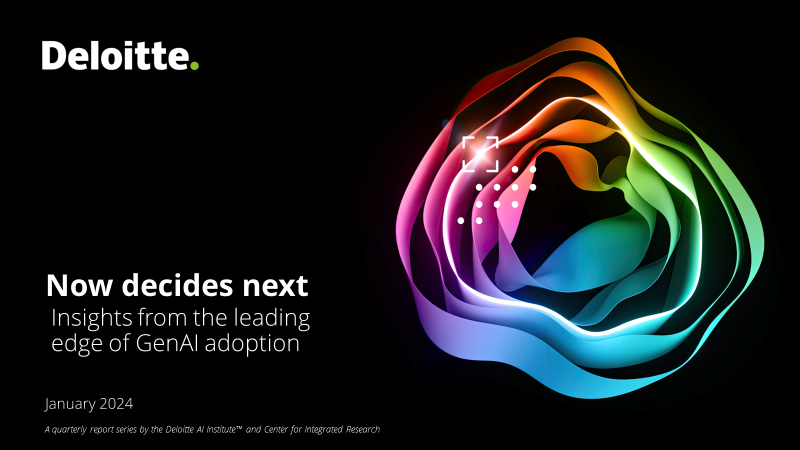 Deloitte.
Now decides next
Insights from the leading
edge of GenAI adoption
January 2024
A quarterly report series by the Deloitte AI Institute™ and Center for Integrated Research